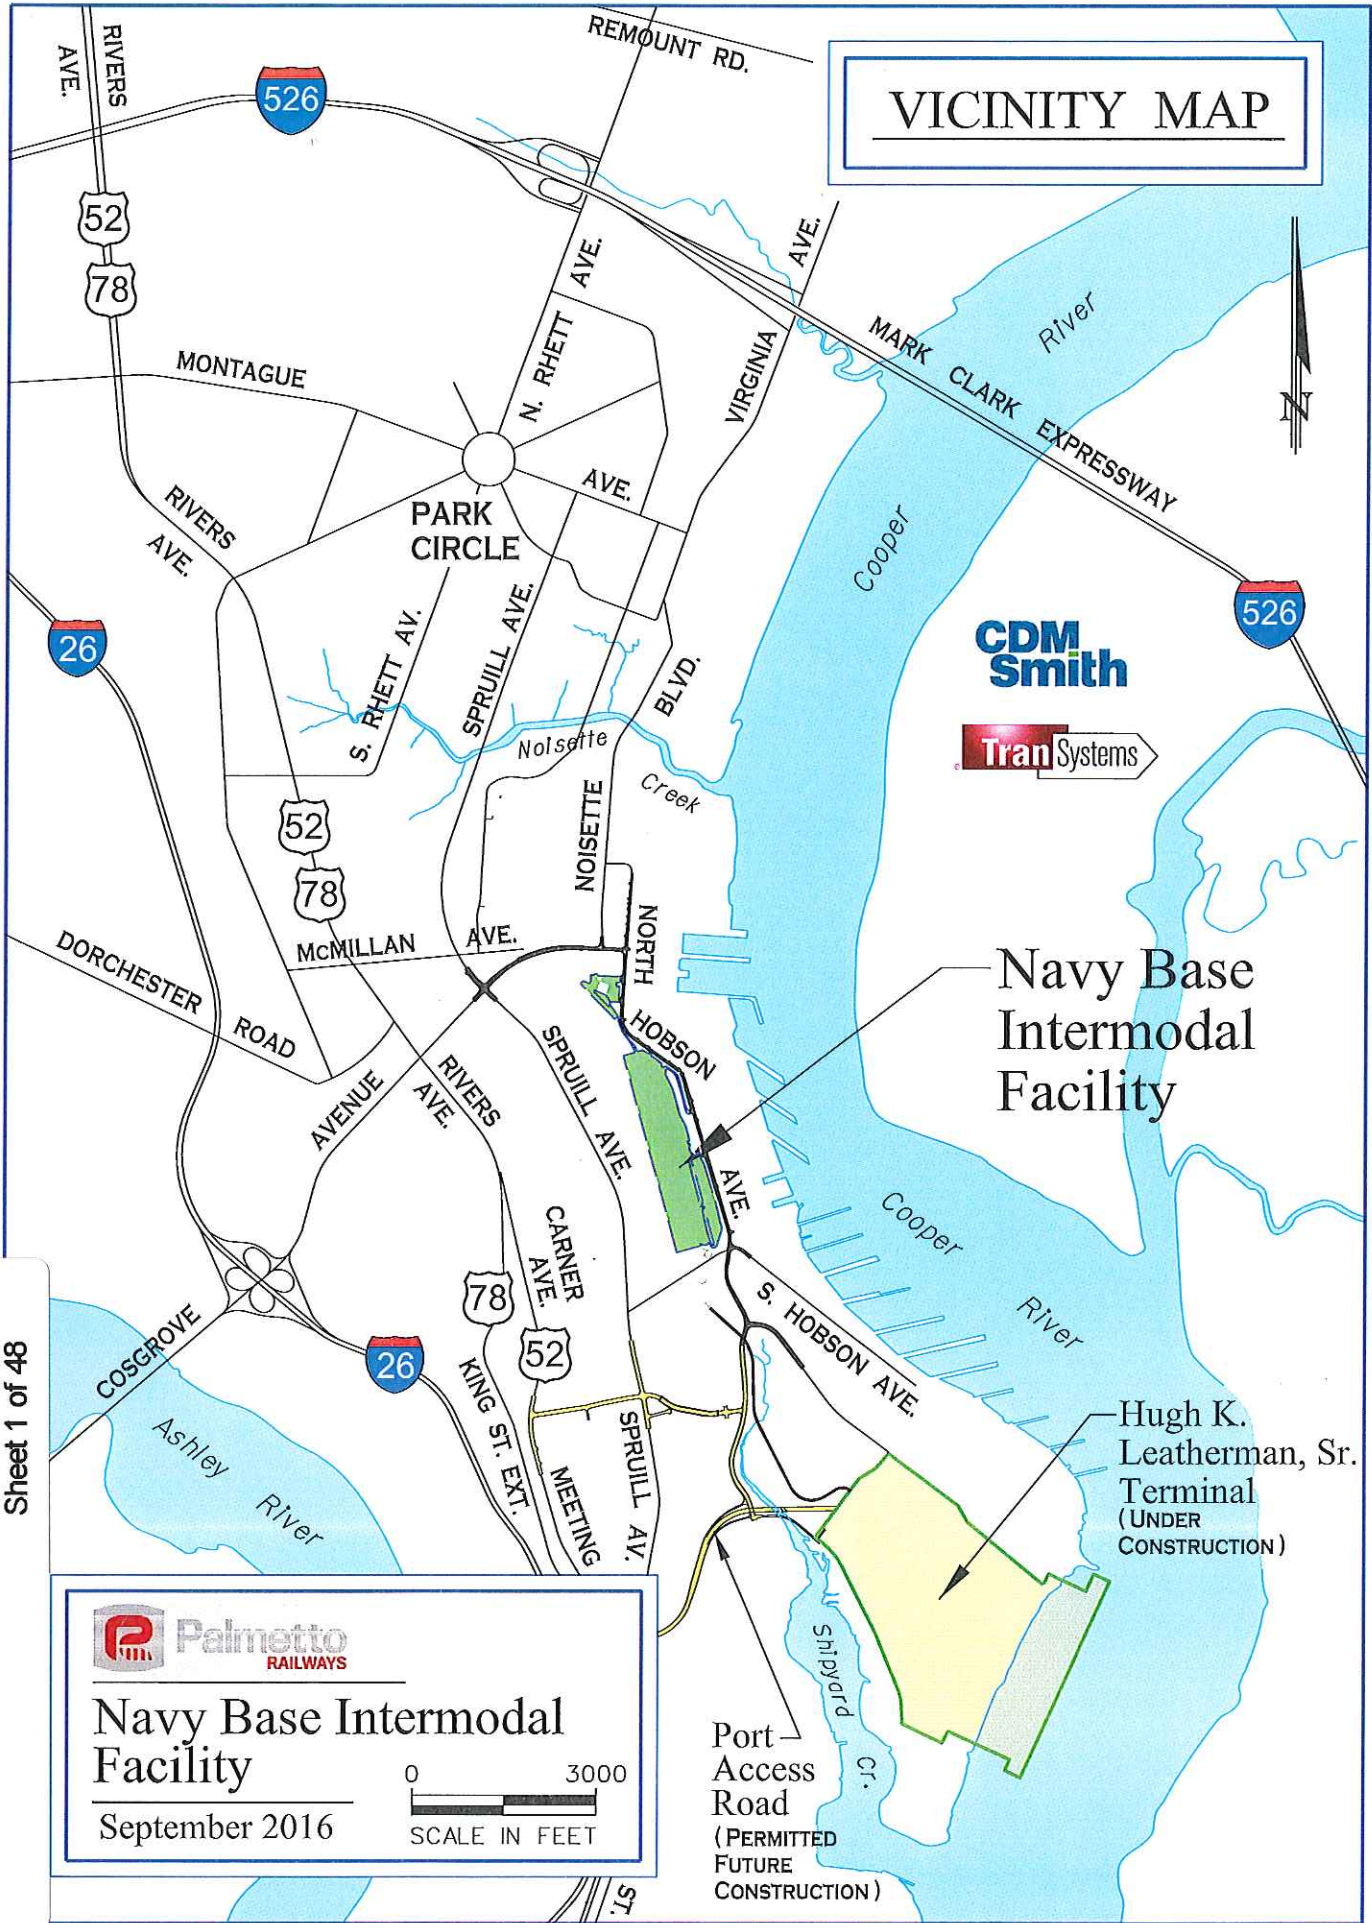 REMOUNT RD.
VICINITY MAP
RIVERS
AVE.
526
52
78
AVE.
N. RHETT
AVE.
VIRGINIA
River
MARK CLARK EXPRESSWAY
N
MONTAGUE
AVE.
PARK
CIRCLE
RIVERS
AVE.
Cooper
526
26
CDM
Smith
TranSystems
S. RHETT AV.
SPRUILL AVE.
BLVD.
NOISETTE
Noisette
Creek
52
78
McMILLAN AVE.
NORTH
HOBSON
AVE.
DORCHESTER ROAD
Navy Base
Intermodal
Facility
AVENUE
RIVERS
AVE.
SPRUILL AVE.
CARNER
AVE.
Cooper
River
78
52
S. HOBSON AVE.
COSGROVE
26
KING ST. EXT.
MEETING
SPRUILL AV.
Hugh K.
Leatherman, Sr.
Terminal
(UNDER
CONSTRUCTION)
Ashley
River
Sheet 1 of 48
Shipyard
Cr.
Port
Access
Road
(PERMITTED
FUTURE
CONSTRUCTION)
Palmetto
RAILWAYS
Navy Base Intermodal
Facility
September 2016
0 3000
SCALE IN FEET
ST.